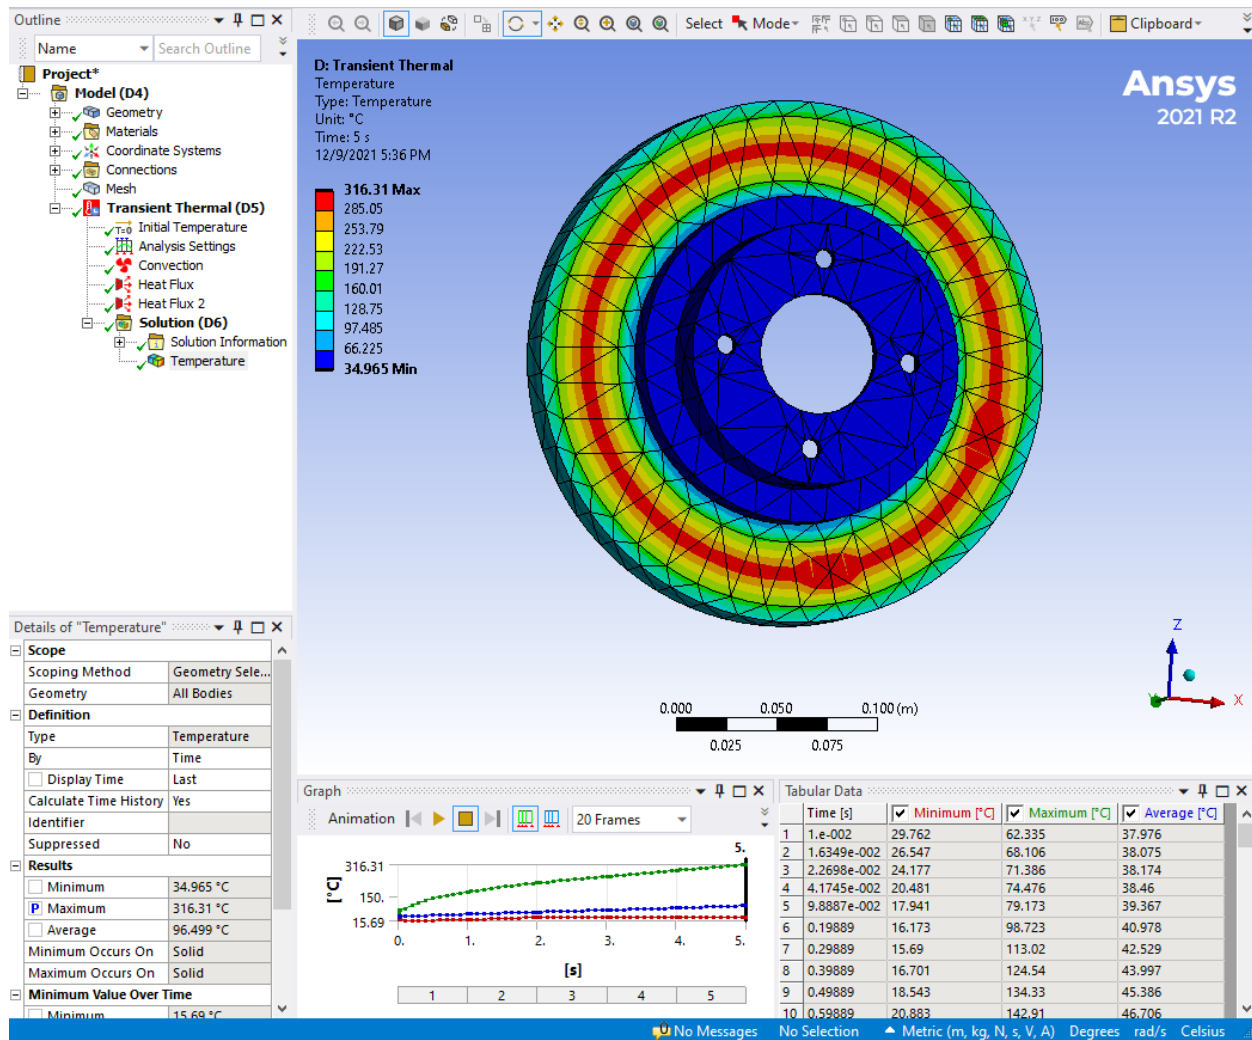 Outline
Name
Search Outline
Project*
Model (D4)
Geometry
Materials
Coordinate Systems
Connections
Mesh
Transient Thermal (D5)
T=0 Initial Temperature
Analysis Settings
Convection
Heat Flux
Heat Flux 2
Solution (D6)
Solution Information
Temperature
Select Mode
Clipboard
D: Transient Thermal
Temperature
Type: Temperature
Unit: °C
Time: 5 s
12/9/2021 5:36 PM
316.31 Max
285.05
253.79
222.53
191.27
160.01
128.75
97.485
66.225
34.965 Min
Ansys
2021 R2
Z
X
0.000 0.050 0.100 (m)
0.025 0.075
Details of "Temperature"
Scope
Scoping Method Geometry Sele...
Geometry All Bodies
Definition
Type Temperature
By Time
Display Time Last
Calculate Time History Yes
Identifier
Suppressed No
Results
Minimum 34.965 °C
P Maximum 316.31 °C
Average 96.499 °C
Minimum Occurs On Solid
Maximum Occurs On Solid
Minimum Value Over Time
Minimum 15.69 °C
Graph
Animation 20 Frames
5.
316.31
150.
15.69
[°C]
0. 1. 2. 3. 4. 5.
[s]
1 2 3 4 5
Tabular Data
Time [s] Minimum [°C] Maximum [°C] Average [°C]
1 1.e-002 29.762 62.335 37.976
2 1.6349e-002 26.547 68.106 38.075
3 2.2698e-002 24.177 71.386 38.174
4 4.1745e-002 20.481 74.476 38.46
5 9.8887e-002 17.941 79.173 39.367
6 0.19889 16.173 98.723 40.978
7 0.29889 15.69 113.02 42.529
8 0.39889 16.701 124.54 43.997
9 0.49889 18.543 134.33 45.386
10 0.59889 20.883 142.91 46.706
No Messages No Selection Metric (m, kg, N, s, V, A) Degrees rad/s Celsius